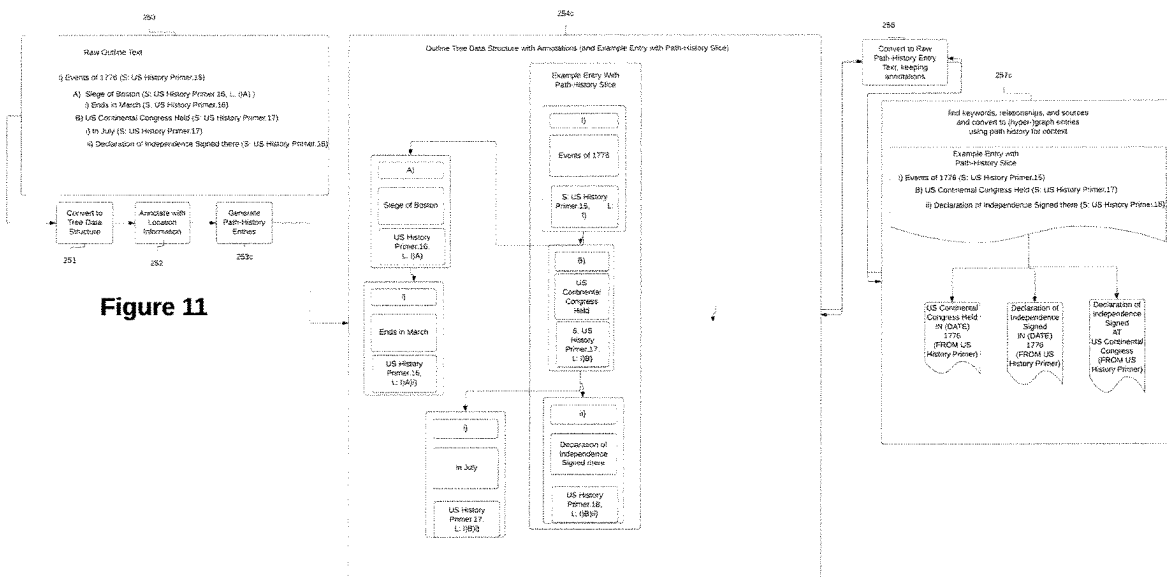 250
Raw Outline Text
i) Events of 1776 (S: US History Primer.15)
A) Siege of Boston (S: US History Primer.16, L: i)A) )
i) Ends in March (S. US History Primer.16)
B) US Continental Congress Held (S: US History Primer.17)
i) In July (S: US History Primer.17)
ii) Declaration of Independence Signed there (S: US History Primer.18)
Convert to
Tree Data
Structure
251
Annotate with
Location
Information
252
Generate
Path-History
Entries
253c
Figure 11
254c
Outline Tree Data Structure with Annotations (and Example Entry with Path-History Slice)
Example Entry With
Path-History Slice
i)
Events of 1776
S: US History
Primer.15, L:
i)
A)
Siege of Boston
US History
Primer.16,
L: i)A)
i)
Ends in March
US History
Primer.16,
L: i)A)i)
B)
US
Continental
Congress
Held
S. US
History
Primer.17,
L: i)B)
i)
In July
US History
Primer.17,
L: i)B)i)
ii)
Declaration of
Independence
Signed there
US History
Primer.18,
L: i)B)ii)
Convert to Raw
Path-History Entry
Text, keeping
annotations
257c
find keywords, relationships, and sources
and convert to (hyper-)graph entries
using path history for context
Example Entry with
Path-History Slice
i) Events of 1776 (S: US History Primer.15)
B) US Continental Congress Held (S: US History Primer.17)
ii) Declaration of Independence Signed there (S: US History Primer.18)
US Continental
Congress Held
IN (DATE)
1776
(FROM US
History Primer)
Declaration of
Independence
Signed
IN (DATE)
1776
(FROM US
History Primer)
Declaration of
Independence
Signed
AT
US Continental
Congress
(FROM US
History Primer)